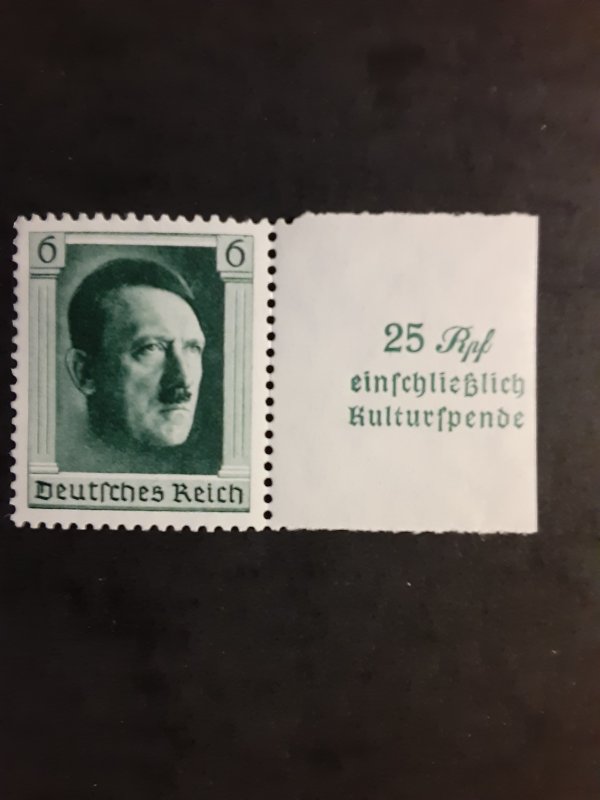 6 6
Deutsches Reich
25 Rpf
einschließlich
Kulturspende